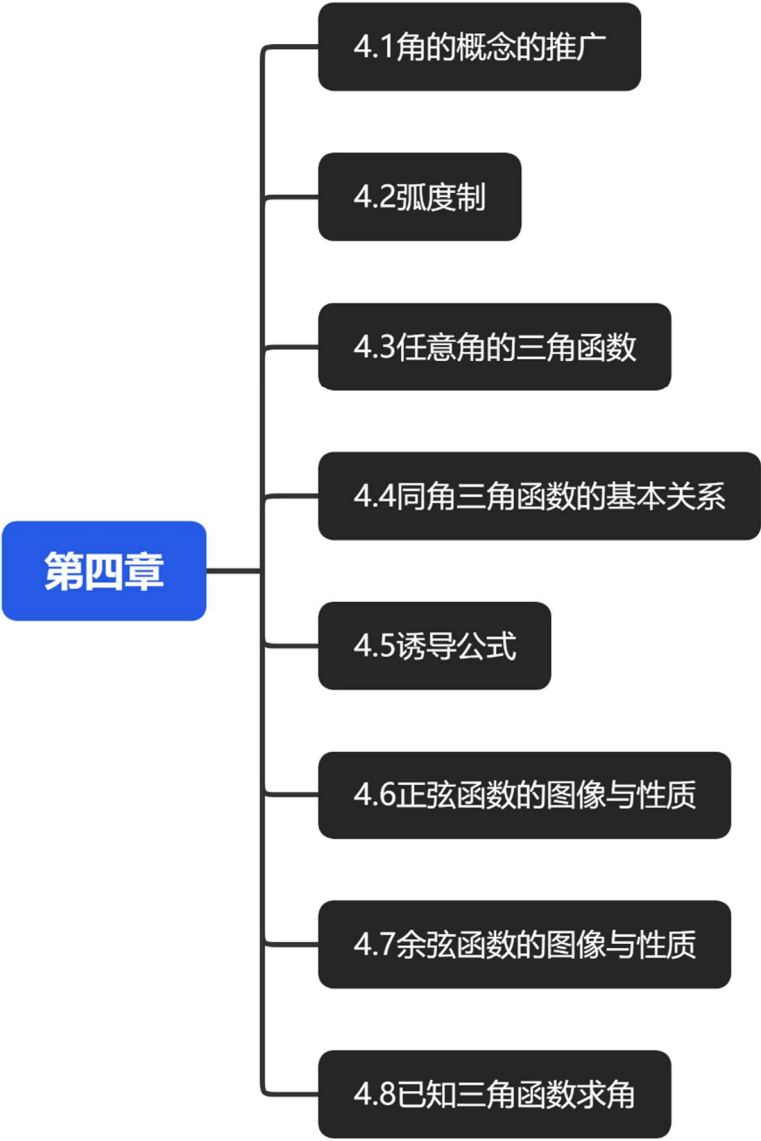 4.1角的概念的推广
4.2弧度制
4.3任意角的三角函数
4.4同角三角函数的基本关系
第四章
4.5诱导公式
4.6正弦函数的图像与性质
4.7余弦函数的图像与性质
4.8已知三角函数求角